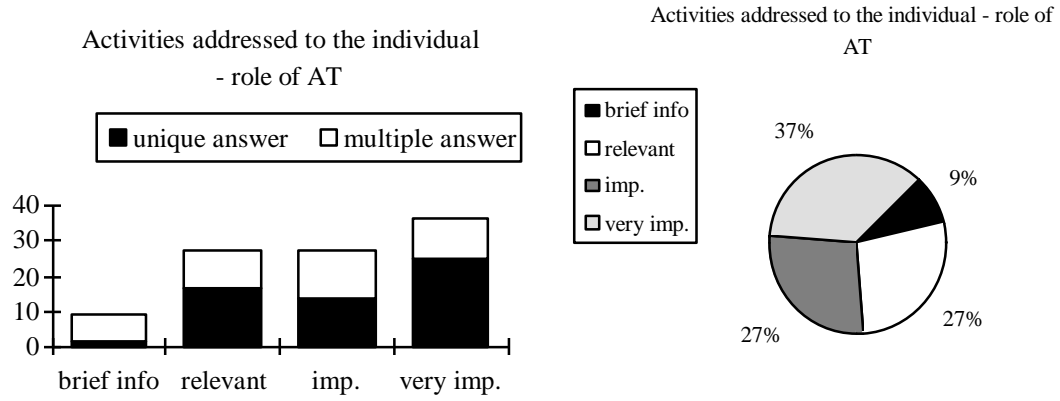 Activities addressed to the individual
- role of AT
unique answer multiple answer
40
30
20
10
0
brief info relevant imp. very imp.
Activities addressed to the individual - role of
AT
brief info
relevant
imp.
very imp.
37%
9%
27%
27%